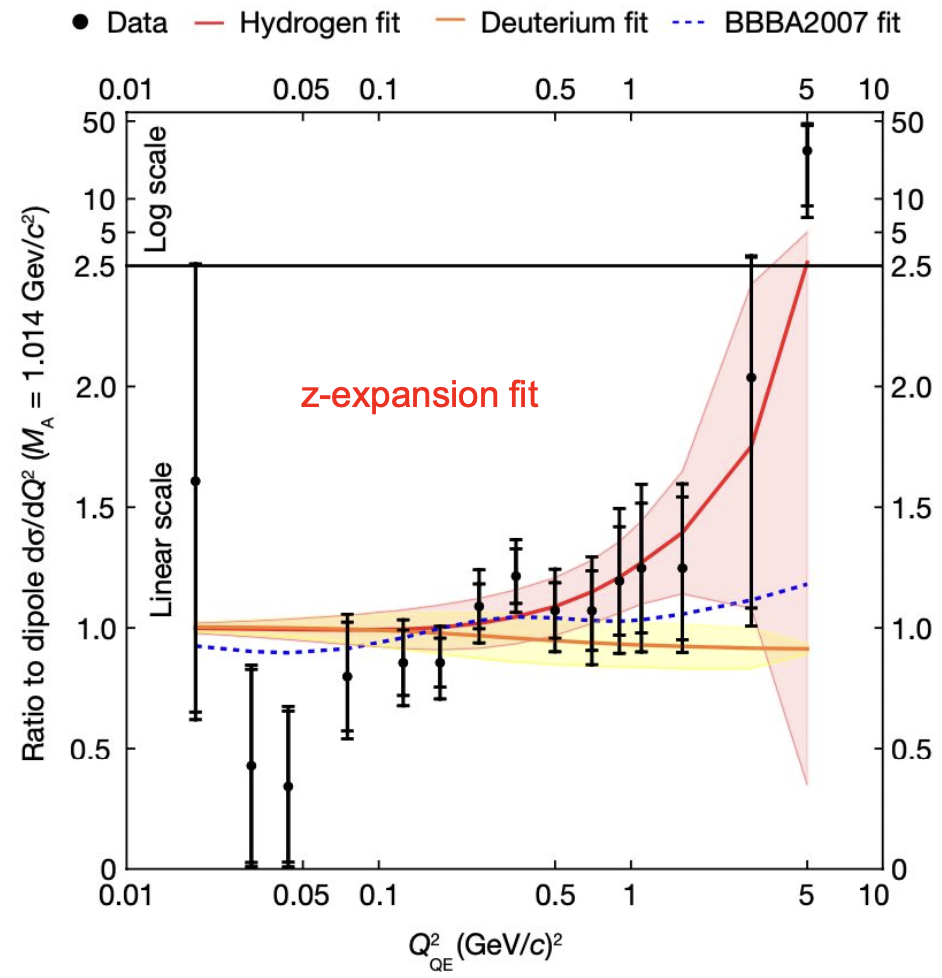 Data Hydrogen fit Deuterium fit BBBA2007 fit
0.01 0.05 0.1 0.5 1 5 10
50 50
10 10
5 5
2.5 2.5
2.0 2.0
1.5 1.5
1.0 1.0
0.5 0.5
0 0
Log scale
Linear scale
z-expansion fit
Ratio to dipole dσ/dQ² (M_A = 1.014 Gev/c²)
0.01 0.05 0.1 0.5 1 5 10
Q²_QE (GeV/c)²